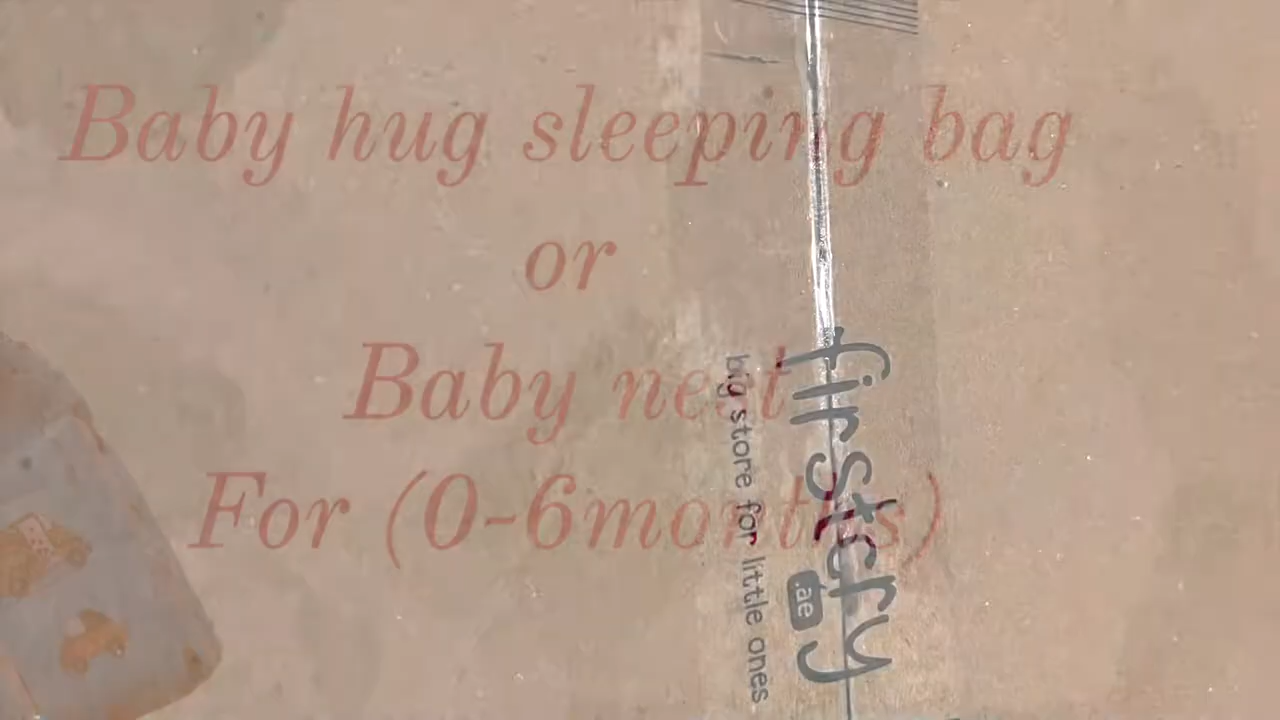 Baby hug sleeping bag
or
Baby nest
For (0-6months)
firstcry
.ae
big store for little ones